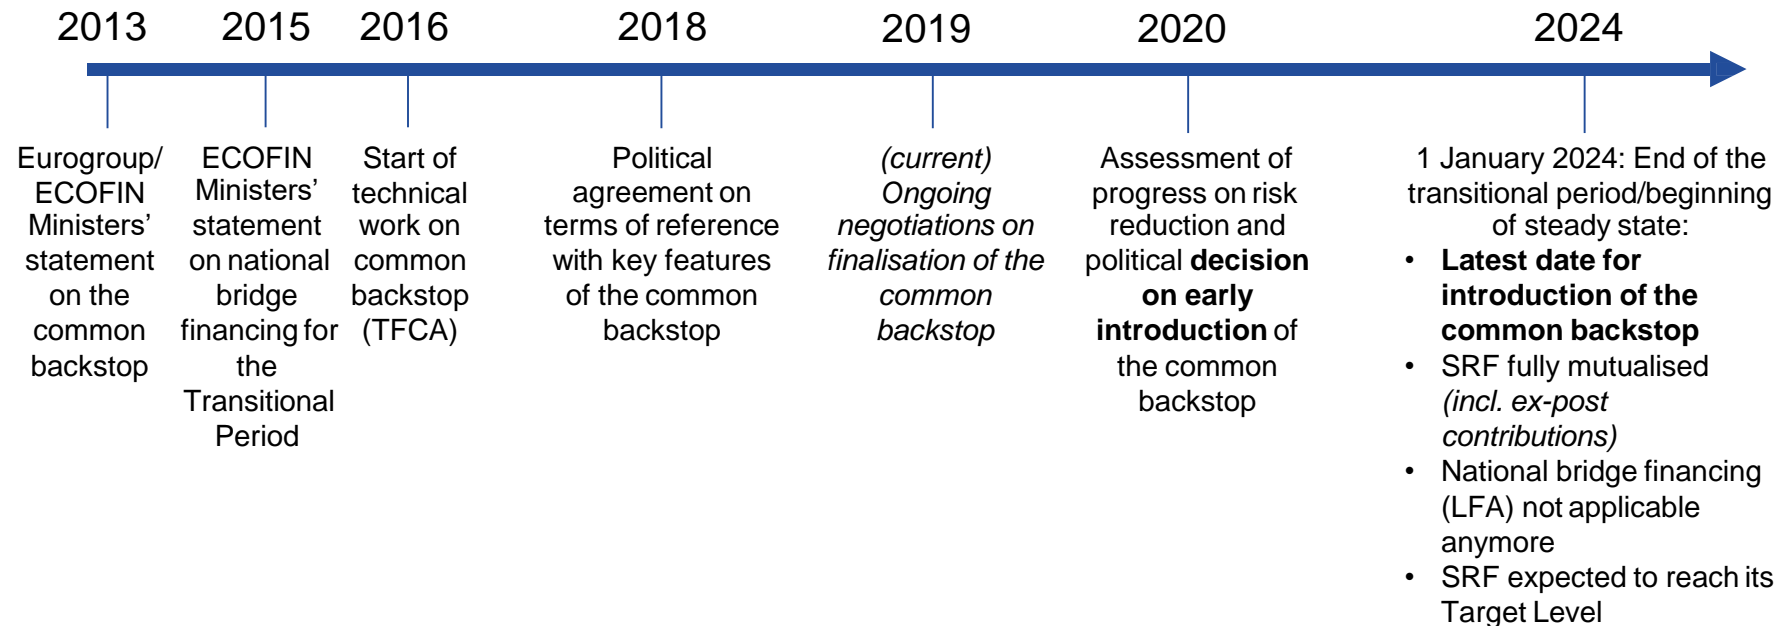 2013 2015 2016 2018 2019 2020 2024
Eurogroup/
ECOFIN
Ministers’
statement
on the
common
backstop
ECOFIN
Ministers’
statement
on national
bridge
financing for
the
Transitional
Period
Start of
technical
work on
common
backstop
(TFCA)
Political
agreement on
terms of reference
with key features
of the common
backstop
(current)
Ongoing
negotiations on
finalisation of the
common
backstop
Assessment of
progress on risk
reduction and
political decision
on early
introduction of
the common
backstop
1 January 2024: End of the
transitional period/beginning
of steady state:
• Latest date for
introduction of the
common backstop
• SRF fully mutualised
(incl. ex-post
contributions)
• National bridge financing
(LFA) not applicable
anymore
• SRF expected to reach its
Target Level